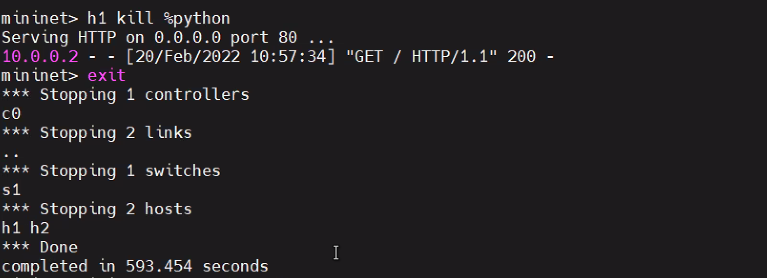 mininet> h1 kill %python
Serving HTTP on 0.0.0.0 port 80 ...
10.0.0.2 - - [20/Feb/2022 10:57:34] "GET / HTTP/1.1" 200 -
mininet> exit
*** Stopping 1 controllers
c0
*** Stopping 2 links
..
*** Stopping 1 switches
s1
*** Stopping 2 hosts
h1 h2
*** Done
completed in 593.454 seconds